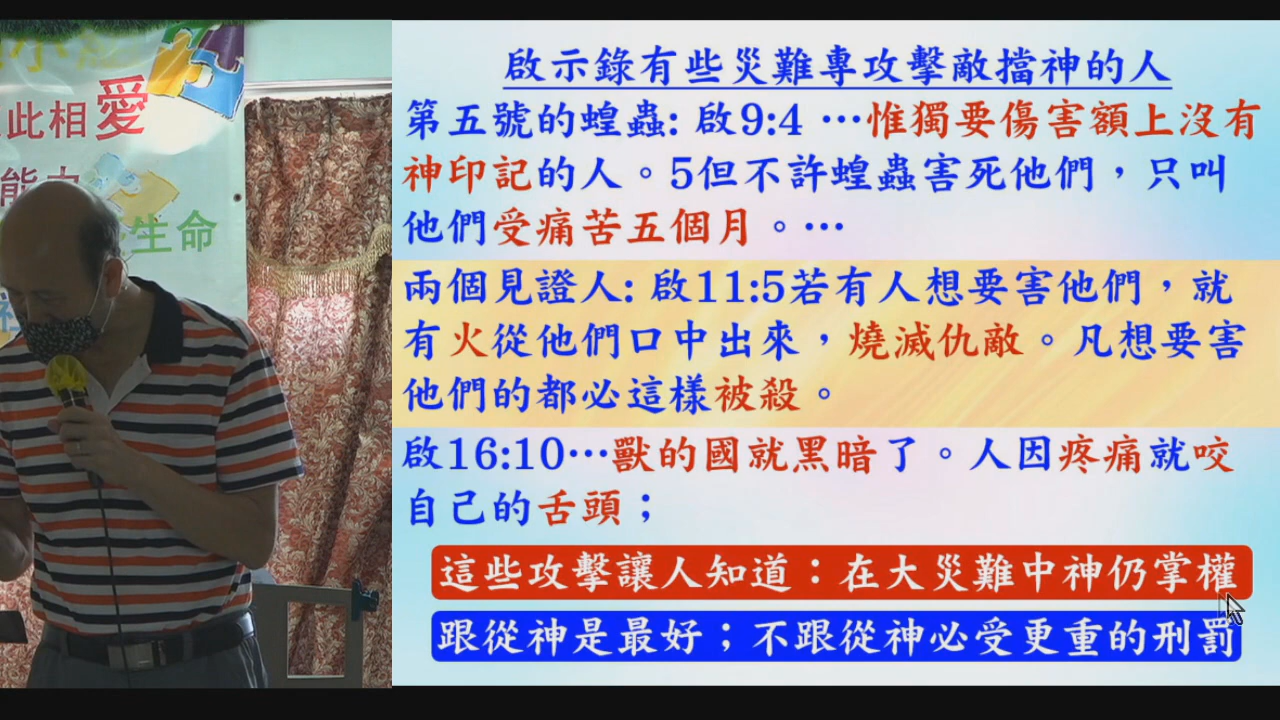 此相愛
生命
啟示錄有些災難專攻擊敵擋神的人
第五號的蝗蟲: 啟9:4 …惟獨要傷害額上沒有
神印記的人。5但不許蝗蟲害死他們，只叫
他們受痛苦五個月。…
兩個見證人: 啟11:5若有人想要害他們，就
有火從他們口中出來，燒滅仇敵。凡想要害
他們的都必這樣被殺。
啟16:10…獸的國就黑暗了。人因疼痛就咬
自己的舌頭；
這些攻擊讓人知道：在大災難中神仍掌權
跟從神是最好；不跟從神必受更重的刑罰